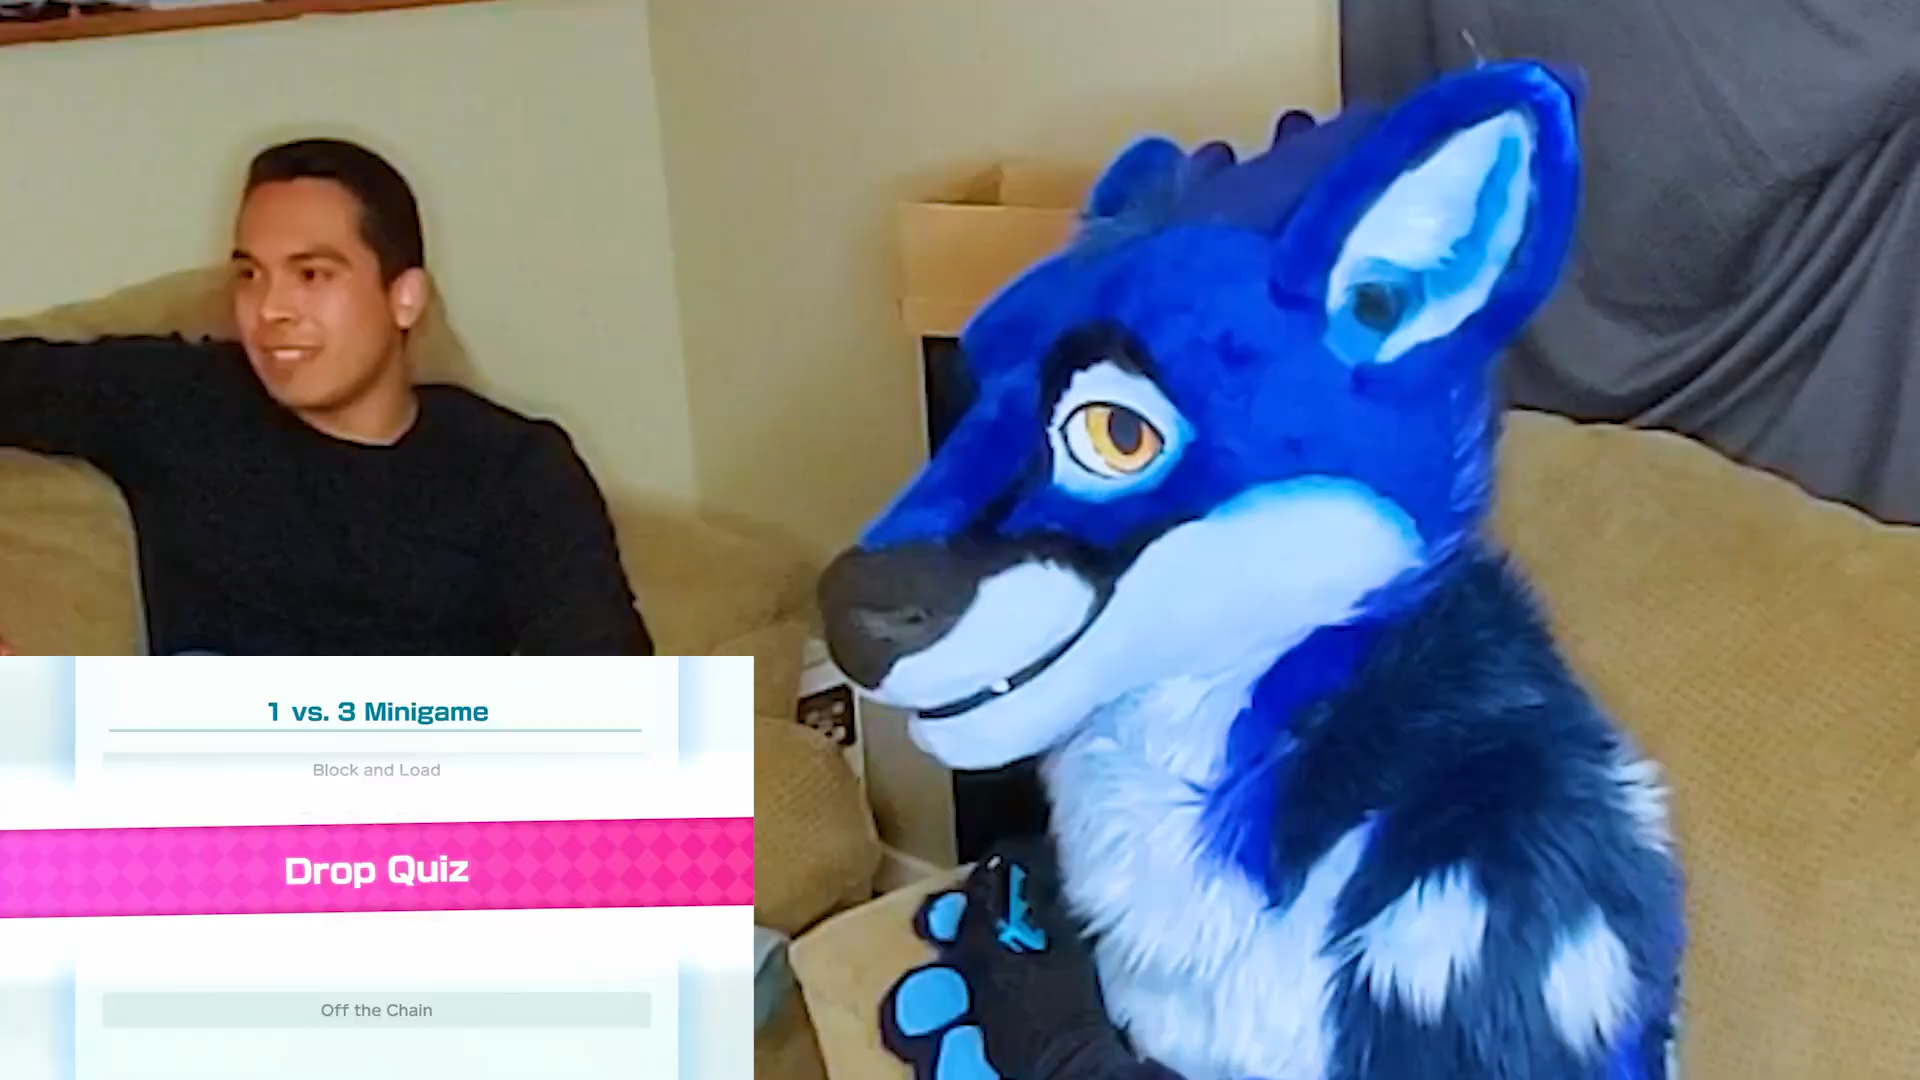 1 vs. 3 Minigame
Block and Load
Drop Quiz
Off the Chain